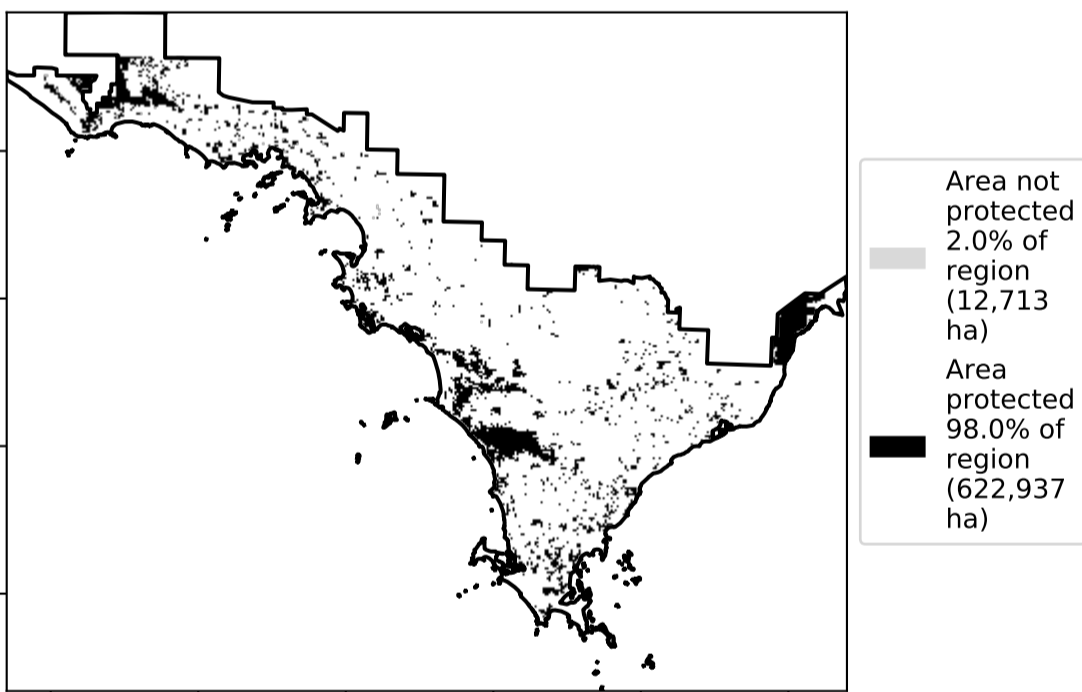 Area not
protected
2.0% of
region
(12,713
ha)
Area
protected
98.0% of
region
(622,937
ha)